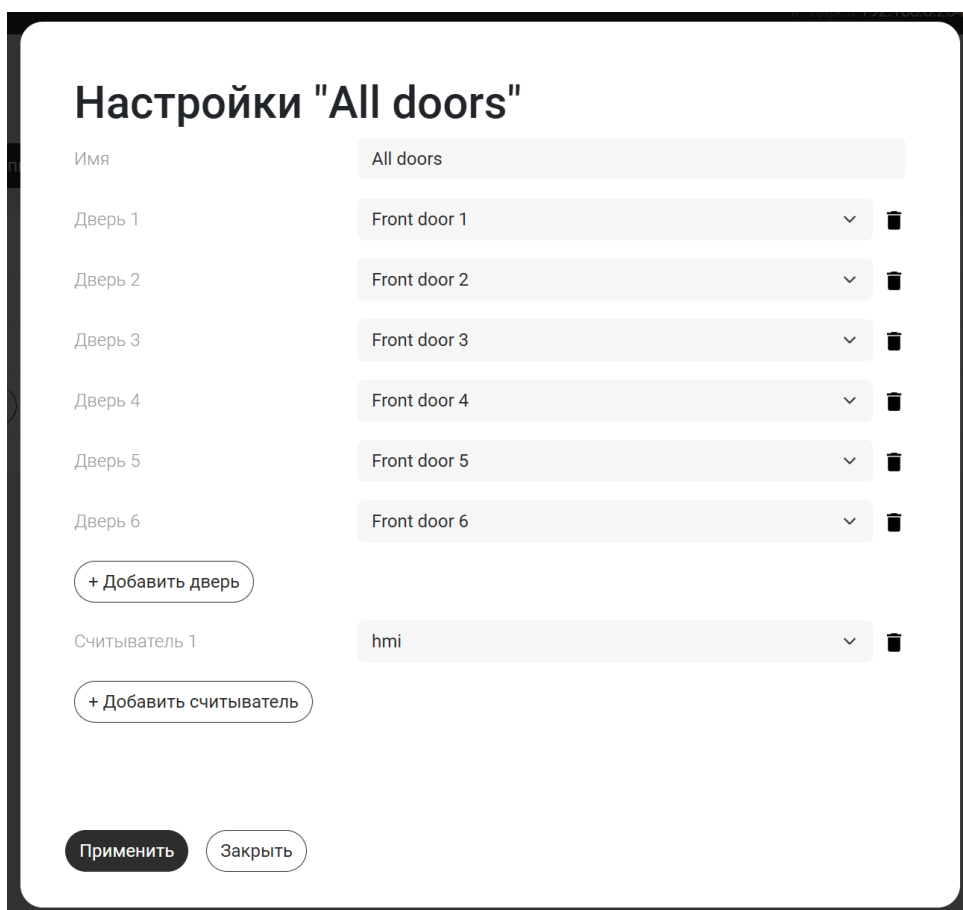 Настройки "All doors"
Имя All doors
Дверь 1 Front door 1
Дверь 2 Front door 2
Дверь 3 Front door 3
Дверь 4 Front door 4
Дверь 5 Front door 5
Дверь 6 Front door 6
+ Добавить дверь
Считыватель 1 hmi
+ Добавить считыватель
Применить Закрыть